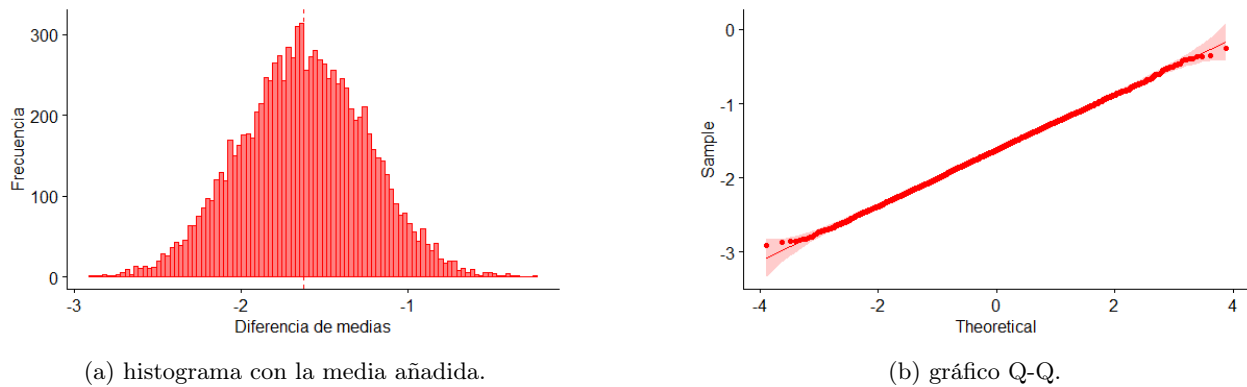 300
200
100
0
Frecuencia
-3
-2
-1
Diferencia de medias
(a) histograma con la media añadida.
0
-1
-2
-3
Sample
-4
-2
0
2
4
Theoretical
(b) gráfico Q-Q.